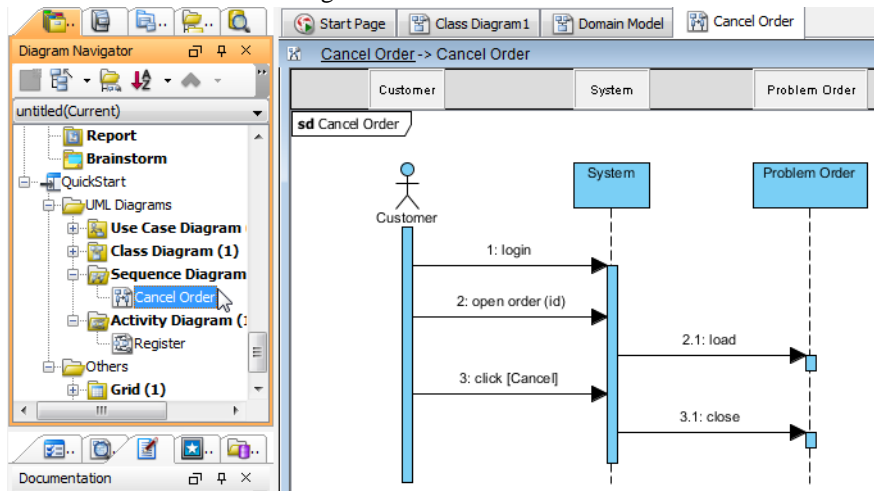 Start Page
Class Diagram1
Domain Model
Cancel Order
Diagram Navigator
Cancel Order -> Cancel Order
untitled(Current)
Customer
System
Problem Order
Report
Brainstorm
QuickStart
UML Diagrams
Use Case Diagram
Class Diagram (1)
Sequence Diagram
Cancel Order
Activity Diagram (
Register
Others
Grid (1)
Documentation
sd Cancel Order
System
Problem Order
Customer
1: login
2: open order (id)
2.1: load
3: click [Cancel]
3.1: close